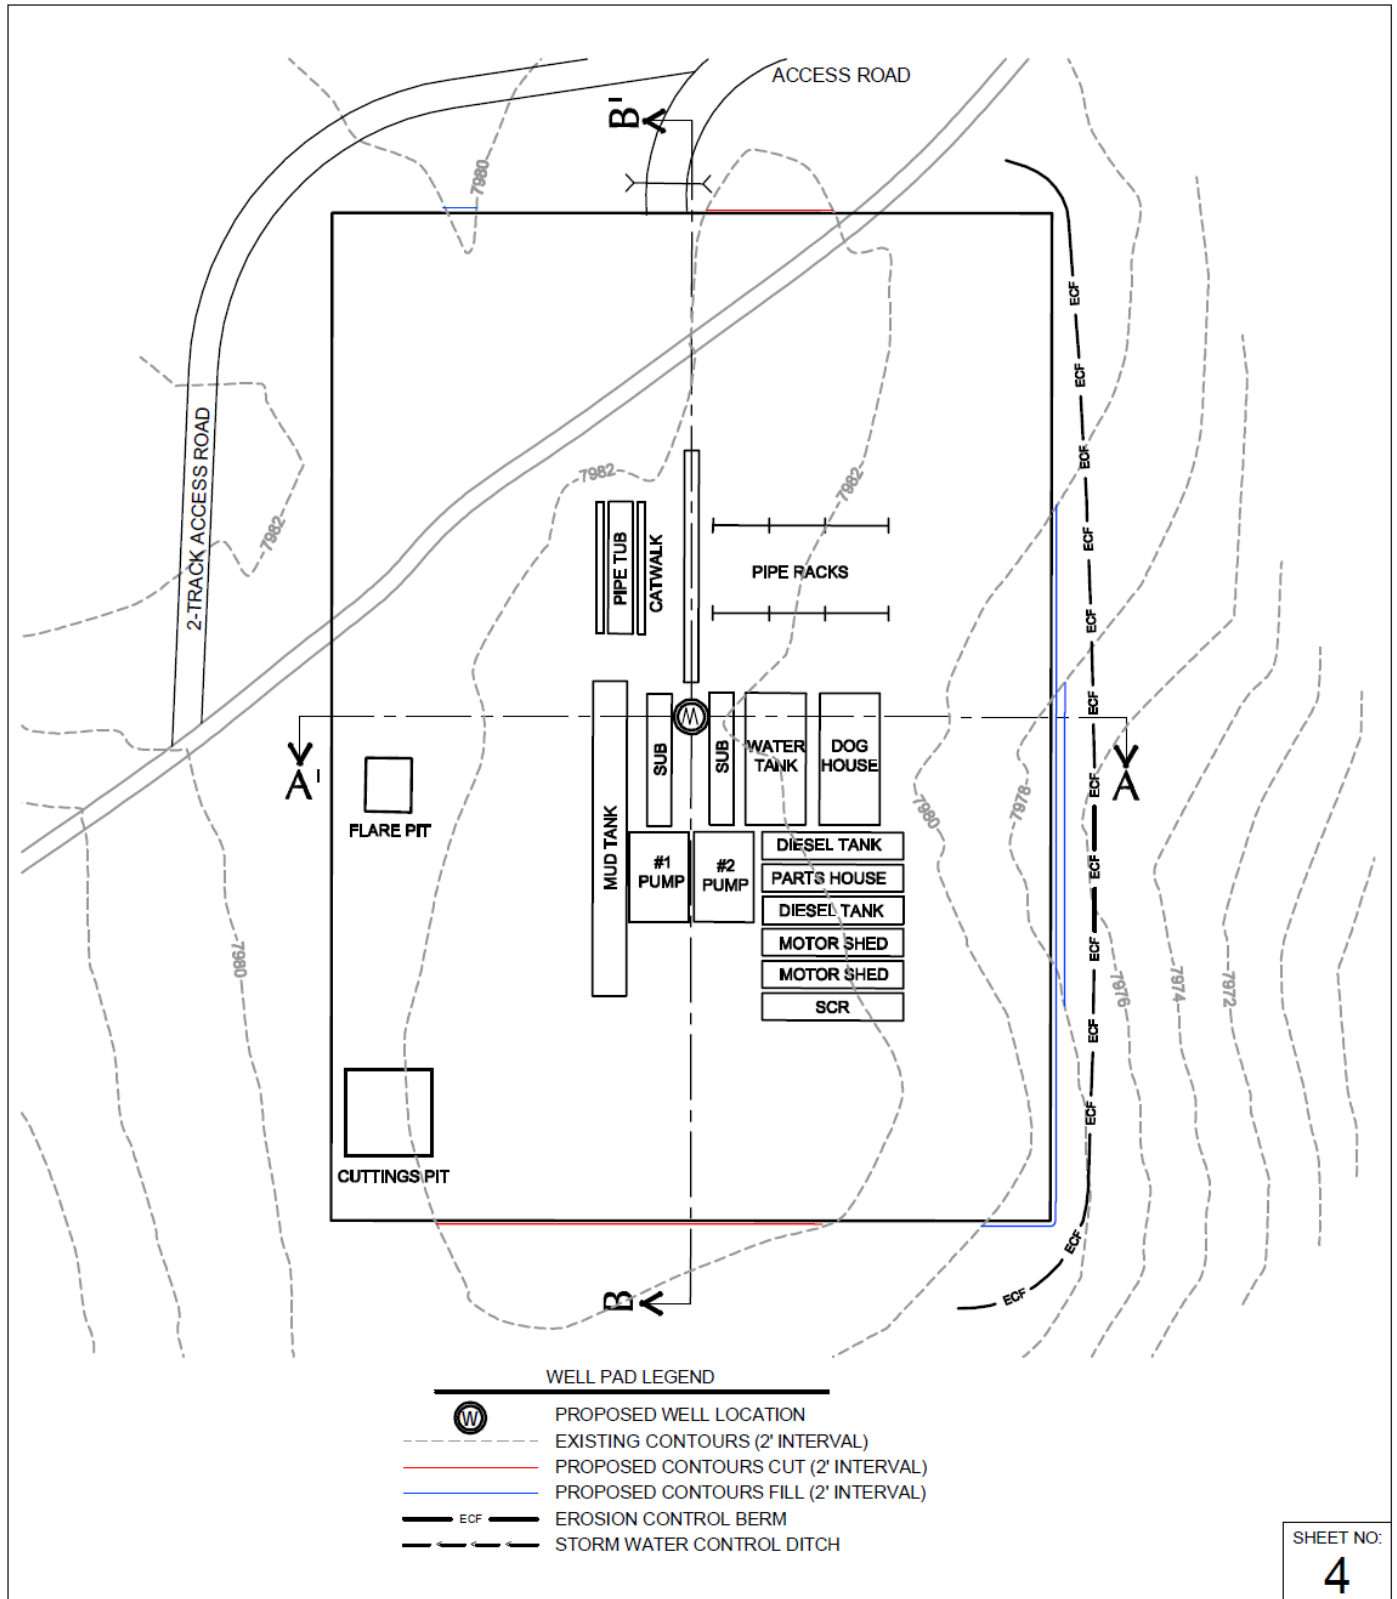 ACCESS ROAD
B'
7980
ECF
ECF
2-TRACK ACCESS ROAD
7982
7982
7982
ECF
ECF
PIPE TUB
CATWALK
PIPE RACKS
ECF
ECF
ECF
W
A'
A
SUB
SUB
WATER
TANK
DOG
HOUSE
FLARE PIT
MUD TANK
#1
PUMP
#2
PUMP
DIESEL TANK
PARTS HOUSE
DIESEL TANK
MOTOR SHED
MOTOR SHED
SCR
7980
7978
ECF
ECF
7980
7976
7974
7972
ECF
ECF
CUTTINGS PIT
ECF
ECF
B
WELL PAD LEGEND
W PROPOSED WELL LOCATION
EXISTING CONTOURS (2' INTERVAL)
PROPOSED CONTOURS CUT (2' INTERVAL)
PROPOSED CONTOURS FILL (2' INTERVAL)
ECF EROSION CONTROL BERM
STORM WATER CONTROL DITCH
SHEET NO:
4